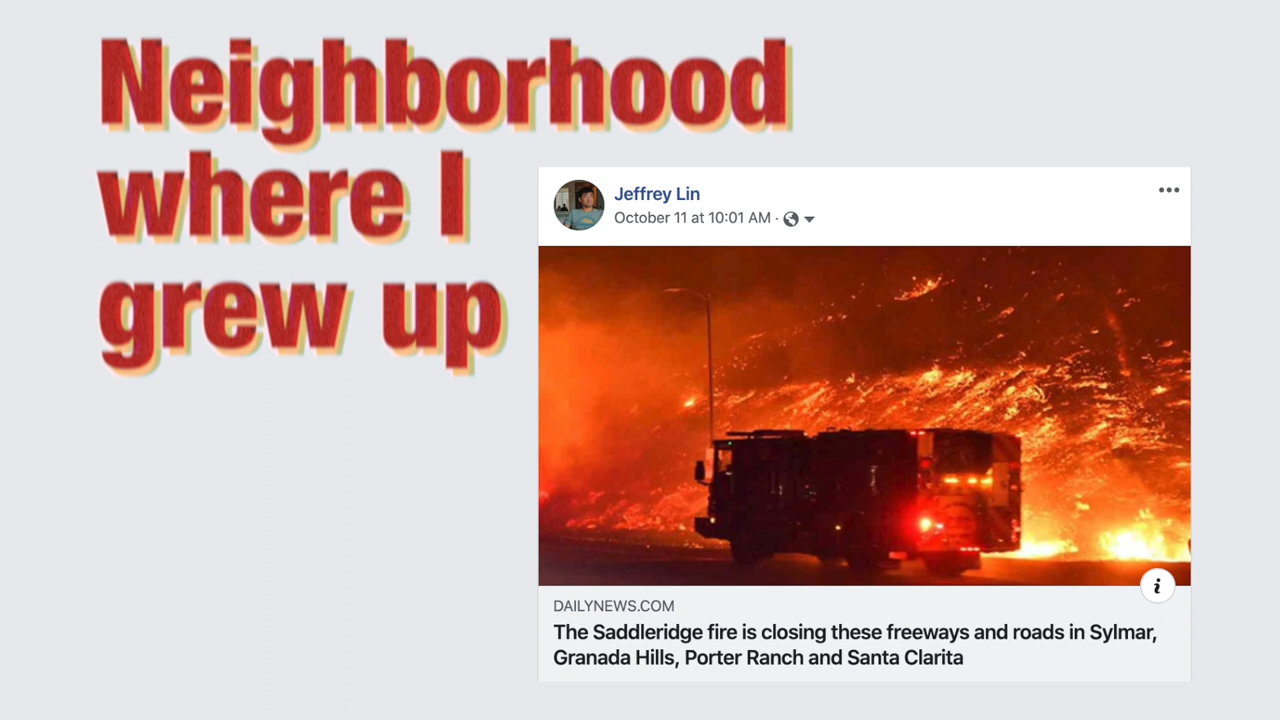 Neighborhood
where I
grew up
Jeffrey Lin
October 11 at 10:01 AM ·
DAILYNEWS.COM
The Saddleridge fire is closing these freeways and roads in Sylmar,
Granada Hills, Porter Ranch and Santa Clarita